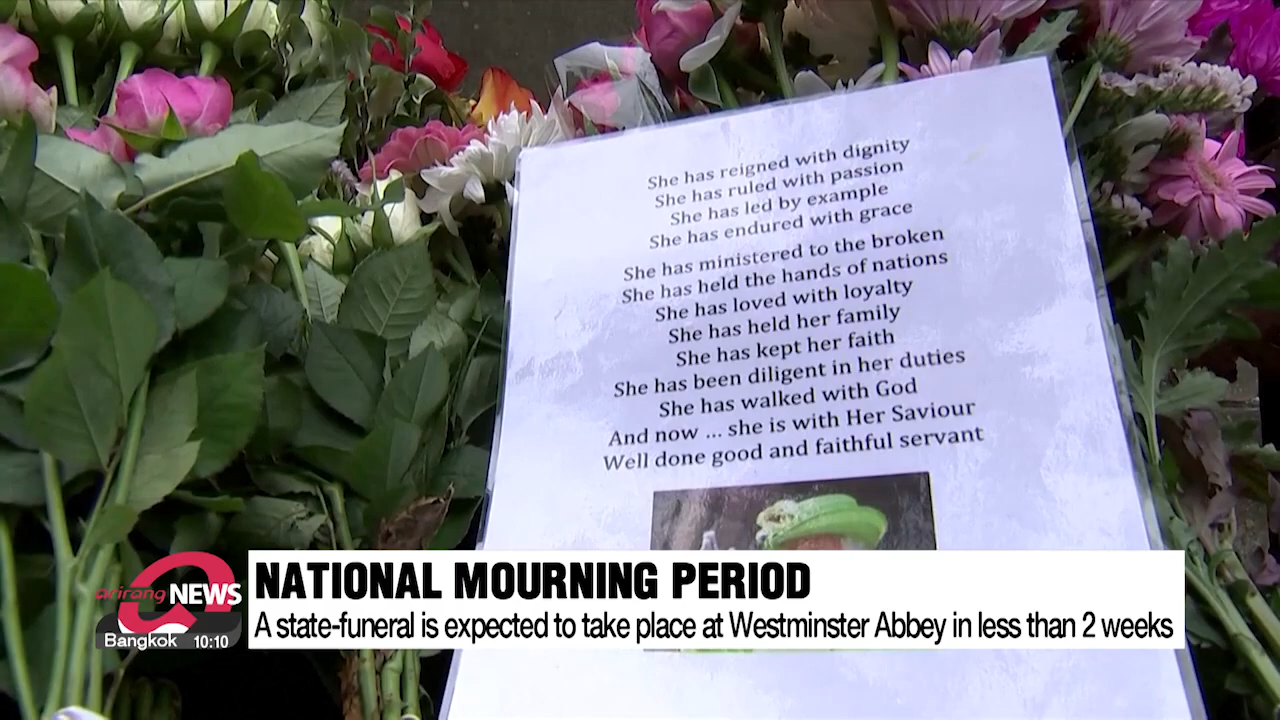 She has reigned with dignity
She has ruled with passion
She has led by example
She has endured with grace
She has ministered to the broken
She has held the hands of nations
She has loved with loyalty
She has held her family
She has kept her faith
She has been diligent in her duties
She has walked with God
And now ... she is with Her Saviour
Well done good and faithful servant
arirang NEWS
Bangkok 10:10
NATIONAL MOURNING PERIOD
A state-funeral is expected to take place at Westminster Abbey in less than 2 weeks